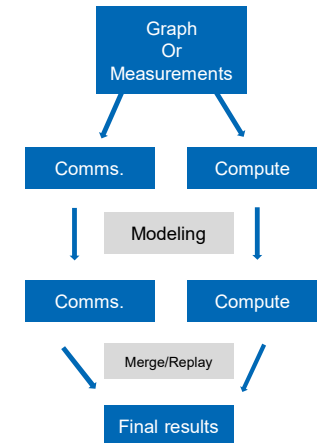 Graph
Or
Measurements
Comms.
Compute
Modeling
Comms.
Compute
Merge/Replay
Final results